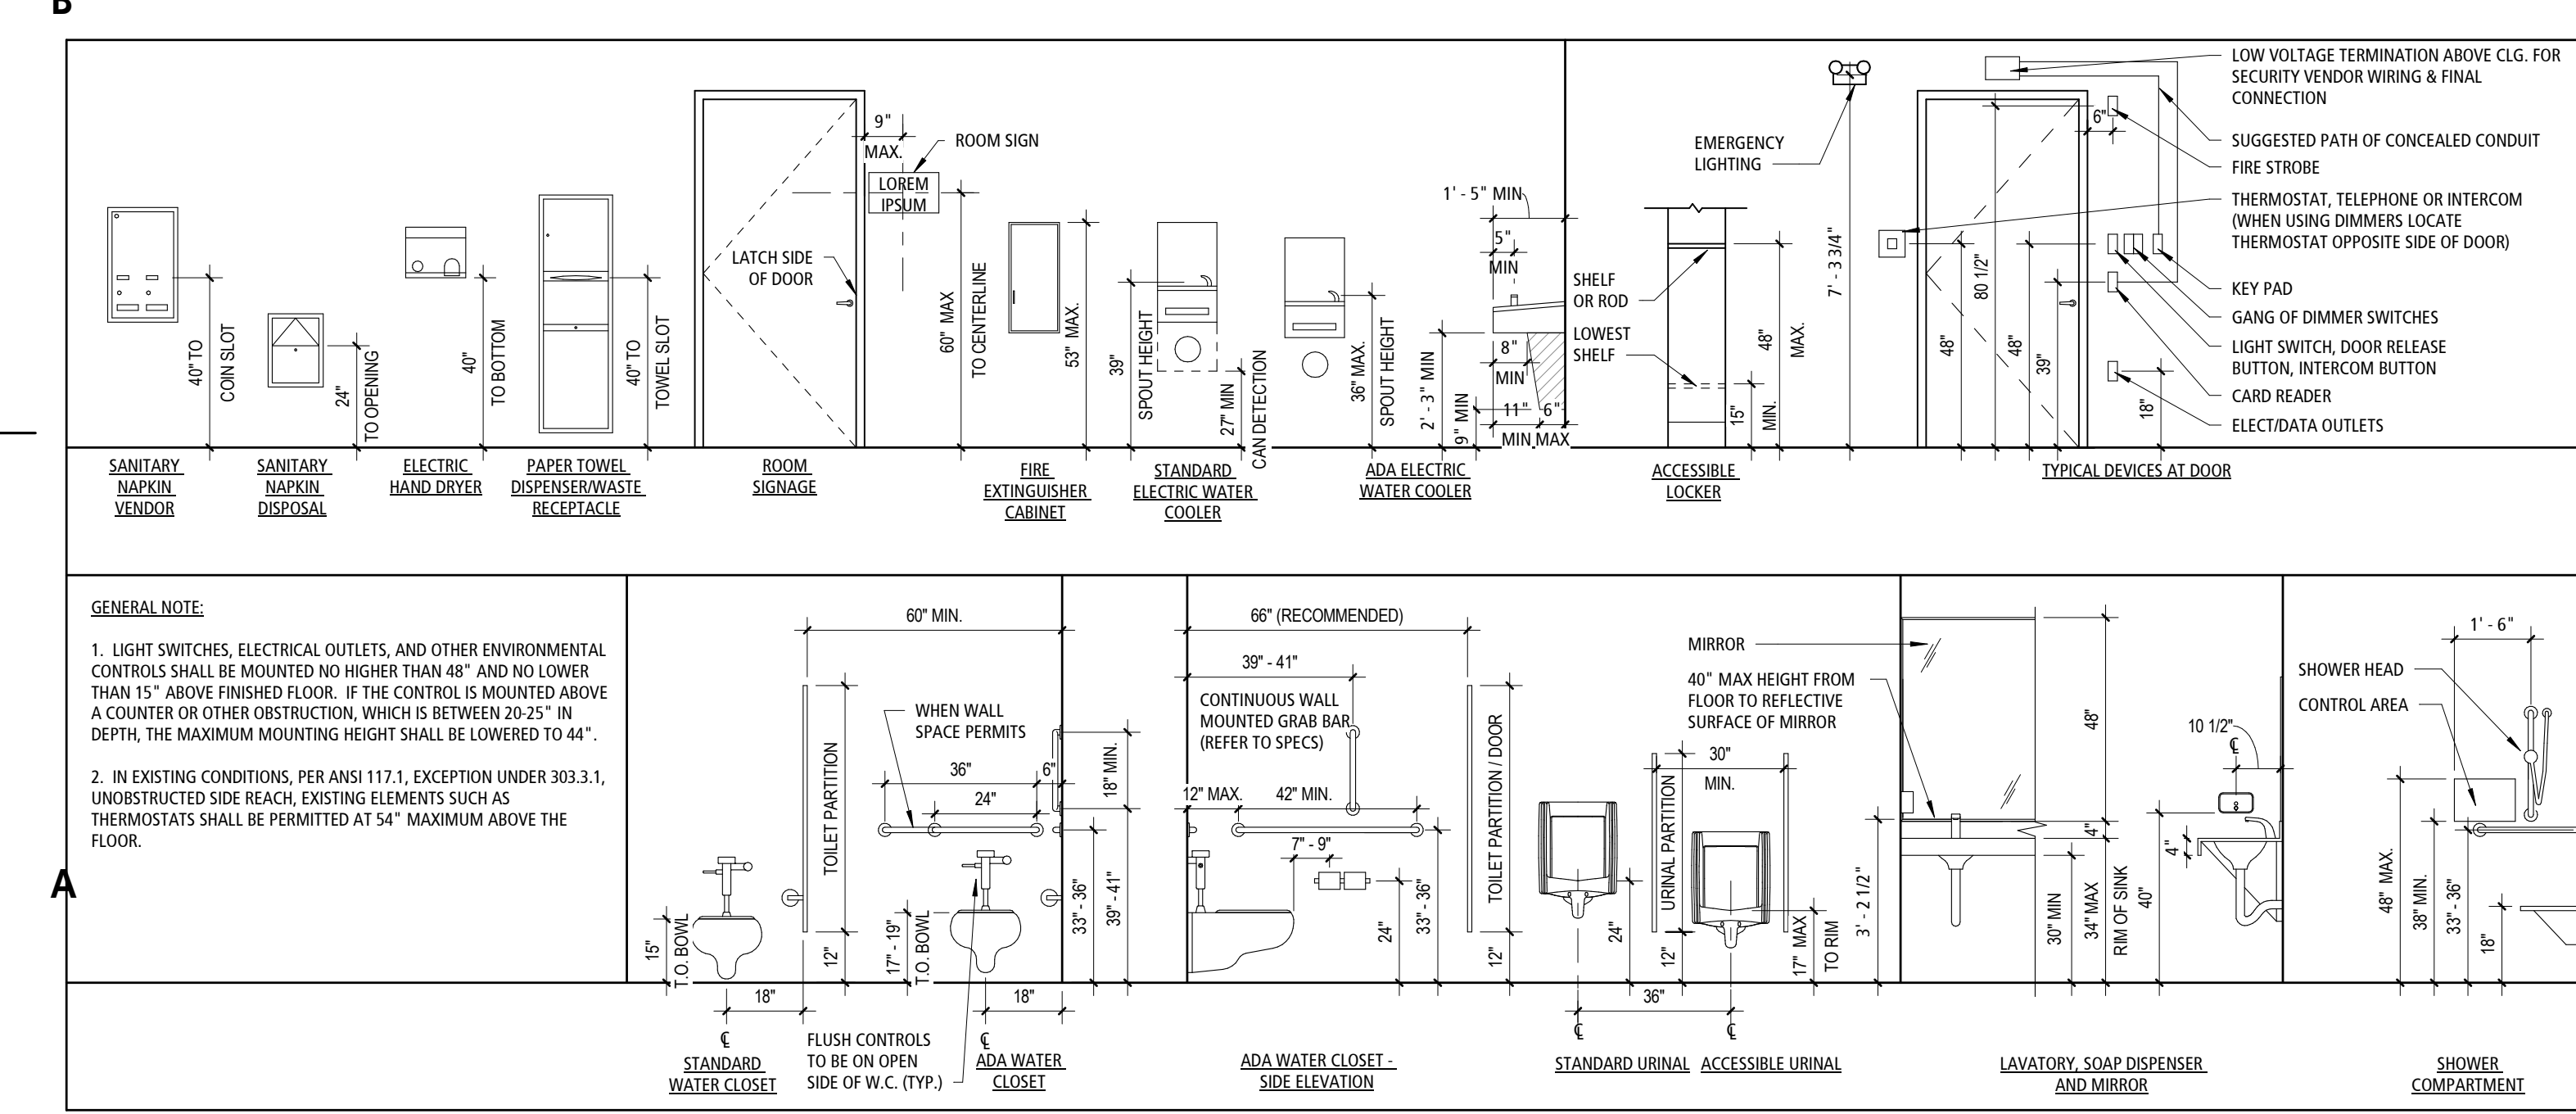 B
SANITARY
NAPKIN
VENDOR
40" TO
COIN SLOT
SANITARY
NAPKIN
DISPOSAL
24"
TO OPENING
ELECTRIC
HAND DRYER
40"
TO BOTTOM
PAPER TOWEL
DISPENSER/WASTE
RECEPTACLE
40" TO
TOWEL SLOT
ROOM
SIGNAGE
LATCH SIDE
OF DOOR
9"
MAX.
ROOM SIGN
LOREM
IPSUM
60" MAX
TO CENTERLINE
FIRE
EXTINGUISHER
CABINET
53" MAX.
STANDARD
ELECTRIC WATER
COOLER
39"
SPOUT HEIGHT
27" MIN
CAN DETECTION
ADA ELECTRIC
WATER COOLER
36" MAX.
SPOUT HEIGHT
2' - 3" MIN
9" MIN
1' - 5" MIN
5"
MIN
8"
MIN
11"
6"
MIN
MAX
SHELF
OR ROD
LOWEST
SHELF
15"
MIN.
48"
MAX.
ACCESSIBLE
LOCKER
EMERGENCY
LIGHTING
7' - 3 3/4"
48"
80 1/2"
48"
39"
18"
6"
TYPICAL DEVICES AT DOOR
LOW VOLTAGE TERMINATION ABOVE CLG. FOR
SECURITY VENDOR WIRING & FINAL
CONNECTION
SUGGESTED PATH OF CONCEALED CONDUIT
FIRE STROBE
THERMOSTAT, TELEPHONE OR INTERCOM
(WHEN USING DIMMERS LOCATE
THERMOSTAT OPPOSITE SIDE OF DOOR)
KEY PAD
GANG OF DIMMER SWITCHES
LIGHT SWITCH, DOOR RELEASE
BUTTON, INTERCOM BUTTON
CARD READER
ELECT/DATA OUTLETS
A
GENERAL NOTE:
1. LIGHT SWITCHES, ELECTRICAL OUTLETS, AND OTHER ENVIRONMENTAL
CONTROLS SHALL BE MOUNTED NO HIGHER THAN 48" AND NO LOWER
THAN 15" ABOVE FINISHED FLOOR. IF THE CONTROL IS MOUNTED ABOVE
A COUNTER OR OTHER OBSTRUCTION, WHICH IS BETWEEN 20-25" IN
DEPTH, THE MAXIMUM MOUNTING HEIGHT SHALL BE LOWERED TO 44".
2. IN EXISTING CONDITIONS, PER ANSI 117.1, EXCEPTION UNDER 303.3.1,
UNOBSTRUCTED SIDE REACH, EXISTING ELEMENTS SUCH AS
THERMOSTATS SHALL BE PERMITTED AT 54" MAXIMUM ABOVE THE
FLOOR.
60" MIN.
WHEN WALL
SPACE PERMITS
36"
6"
24"
18" MIN.
TOILET PARTITION
15"
T.O. BOWL
12"
17" - 19"
T.O. BOWL
33" - 36"
39" - 41"
18"
18"
℄
℄
STANDARD
WATER CLOSET
FLUSH CONTROLS
TO BE ON OPEN
SIDE OF W.C. (TYP.)
ADA WATER
CLOSET
66" (RECOMMENDED)
39" - 41"
CONTINUOUS WALL
MOUNTED GRAB BAR
(REFER TO SPECS)
12" MAX.
42" MIN.
7" - 9"
24"
33" - 36"
TOILET PARTITION / DOOR
12"
ADA WATER CLOSET -
SIDE ELEVATION
30"
MIN.
URINAL PARTITION
24"
12"
17" MAX
TO RIM
36"
℄
℄
STANDARD URINAL
ACCESSIBLE URINAL
MIRROR
40" MAX HEIGHT FROM
FLOOR TO REFLECTIVE
SURFACE OF MIRROR
3' - 2 1/2"
48"
4"
30" MIN
34" MAX
RIM OF SINK
40"
4"
10 1/2"
℄
LAVATORY, SOAP DISPENSER
AND MIRROR
1' - 6"
SHOWER HEAD
CONTROL AREA
48" MAX.
38" MIN.
33" - 36"
18"
SHOWER
COMPARTMENT